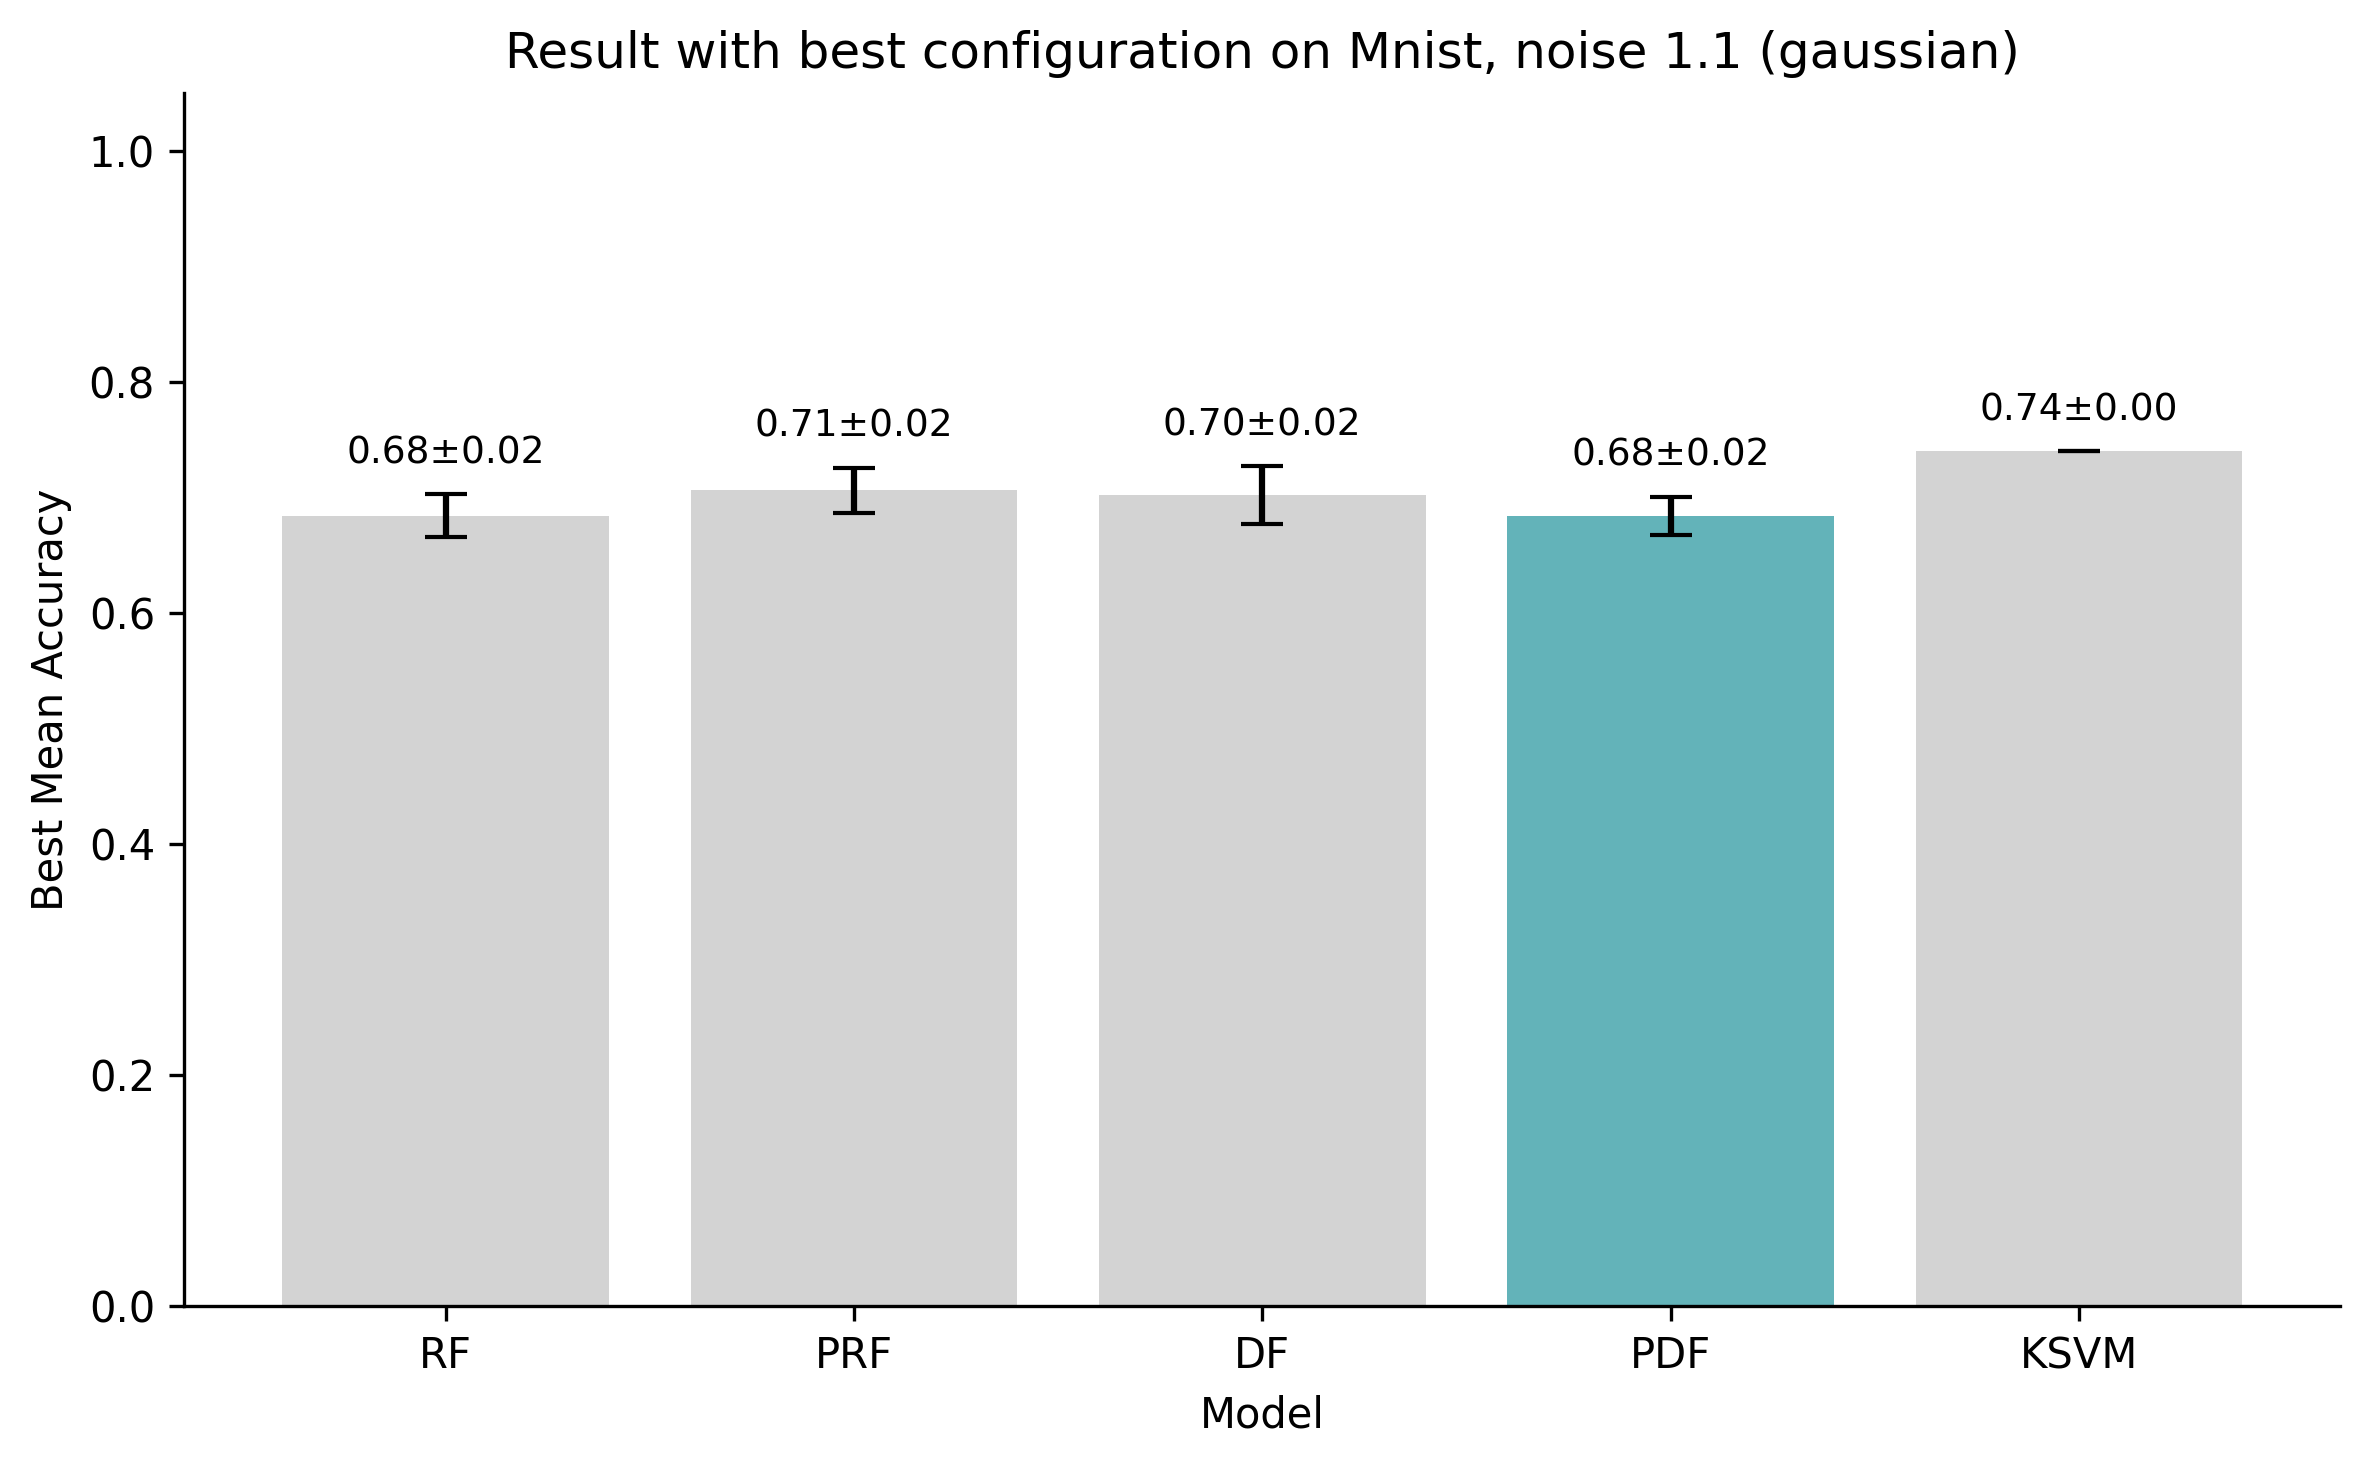 Result with best configuration on Mnist, noise 1.1 (gaussian)
Best Mean Accuracy
1.0
0.8
0.6
0.4
0.2
0.0
0.68±0.02
0.71±0.02
0.70±0.02
0.68±0.02
0.74±0.00
RF
PRF
DF
PDF
KSVM
Model